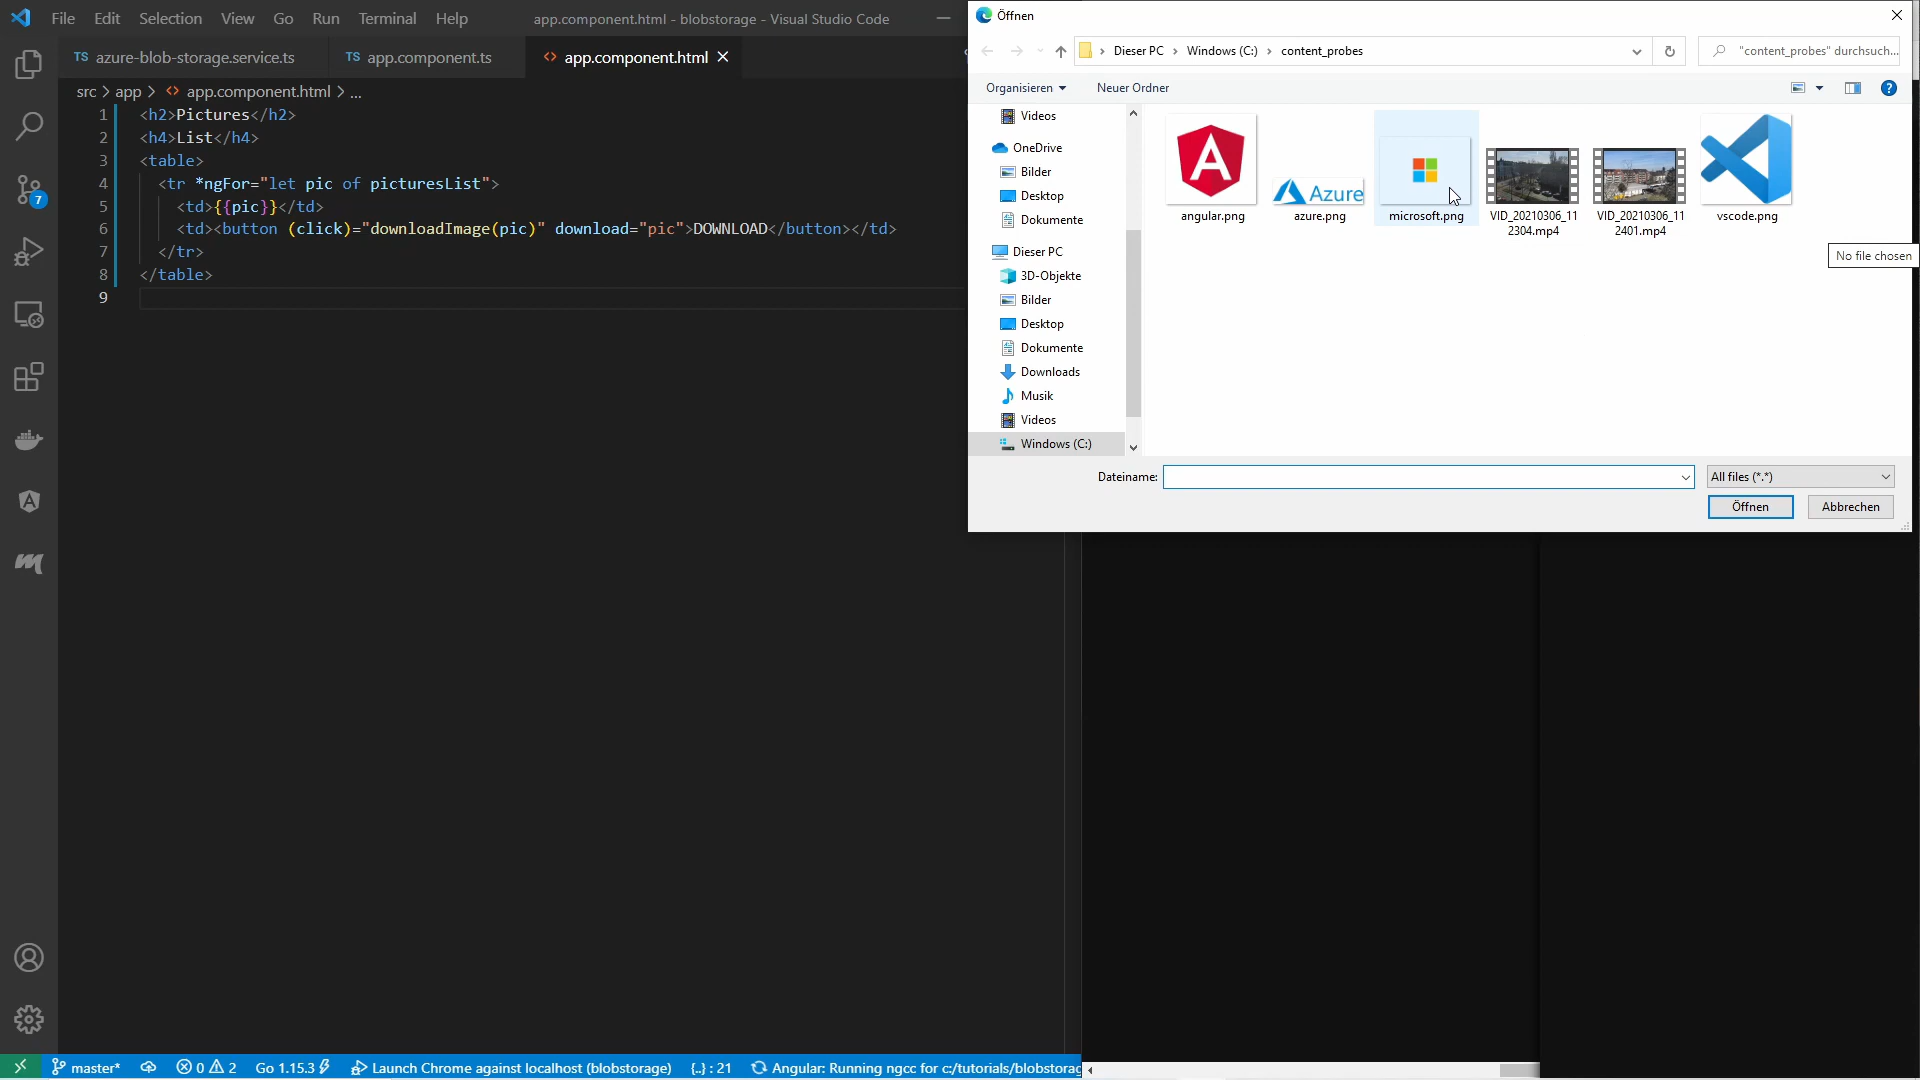 File Edit Selection View Go Run Terminal Help
app.component.html - blobstorage - Visual Studio Code
TS azure-blob-storage.service.ts
TS app.component.ts
<> app.component.html
src > app > <> app.component.html > ...
1 <h2>Pictures</h2>
2 <h4>List</h4>
3 <table>
4 <tr *ngFor="let pic of picturesList">
5 <td>{{pic}}</td>
6 <td><button (click)="downloadImage(pic)" download="pic">DOWNLOAD</button></td>
7 </tr>
8 </table>
9
7
master*
0 2
Go 1.15.3
Launch Chrome against localhost (blobstorage)
{..} : 21
Angular: Running ngcc for c:/tutorials/blobstorag
Öffnen
Dieser PC > Windows (C:) > content_probes
"content_probes" durchsuch...
Organisieren
Neuer Ordner
?
Videos
OneDrive
Bilder
Desktop
Dokumente
Dieser PC
3D-Objekte
Bilder
Desktop
Dokumente
Downloads
Musik
Videos
Windows (C:)
A
angular.png
Azure
azure.png
microsoft.png
VID_20210306_11
2304.mp4
VID_20210306_11
2401.mp4
vscode.png
No file chosen
Dateiname:
All files (*.*)
Öffnen
Abbrechen